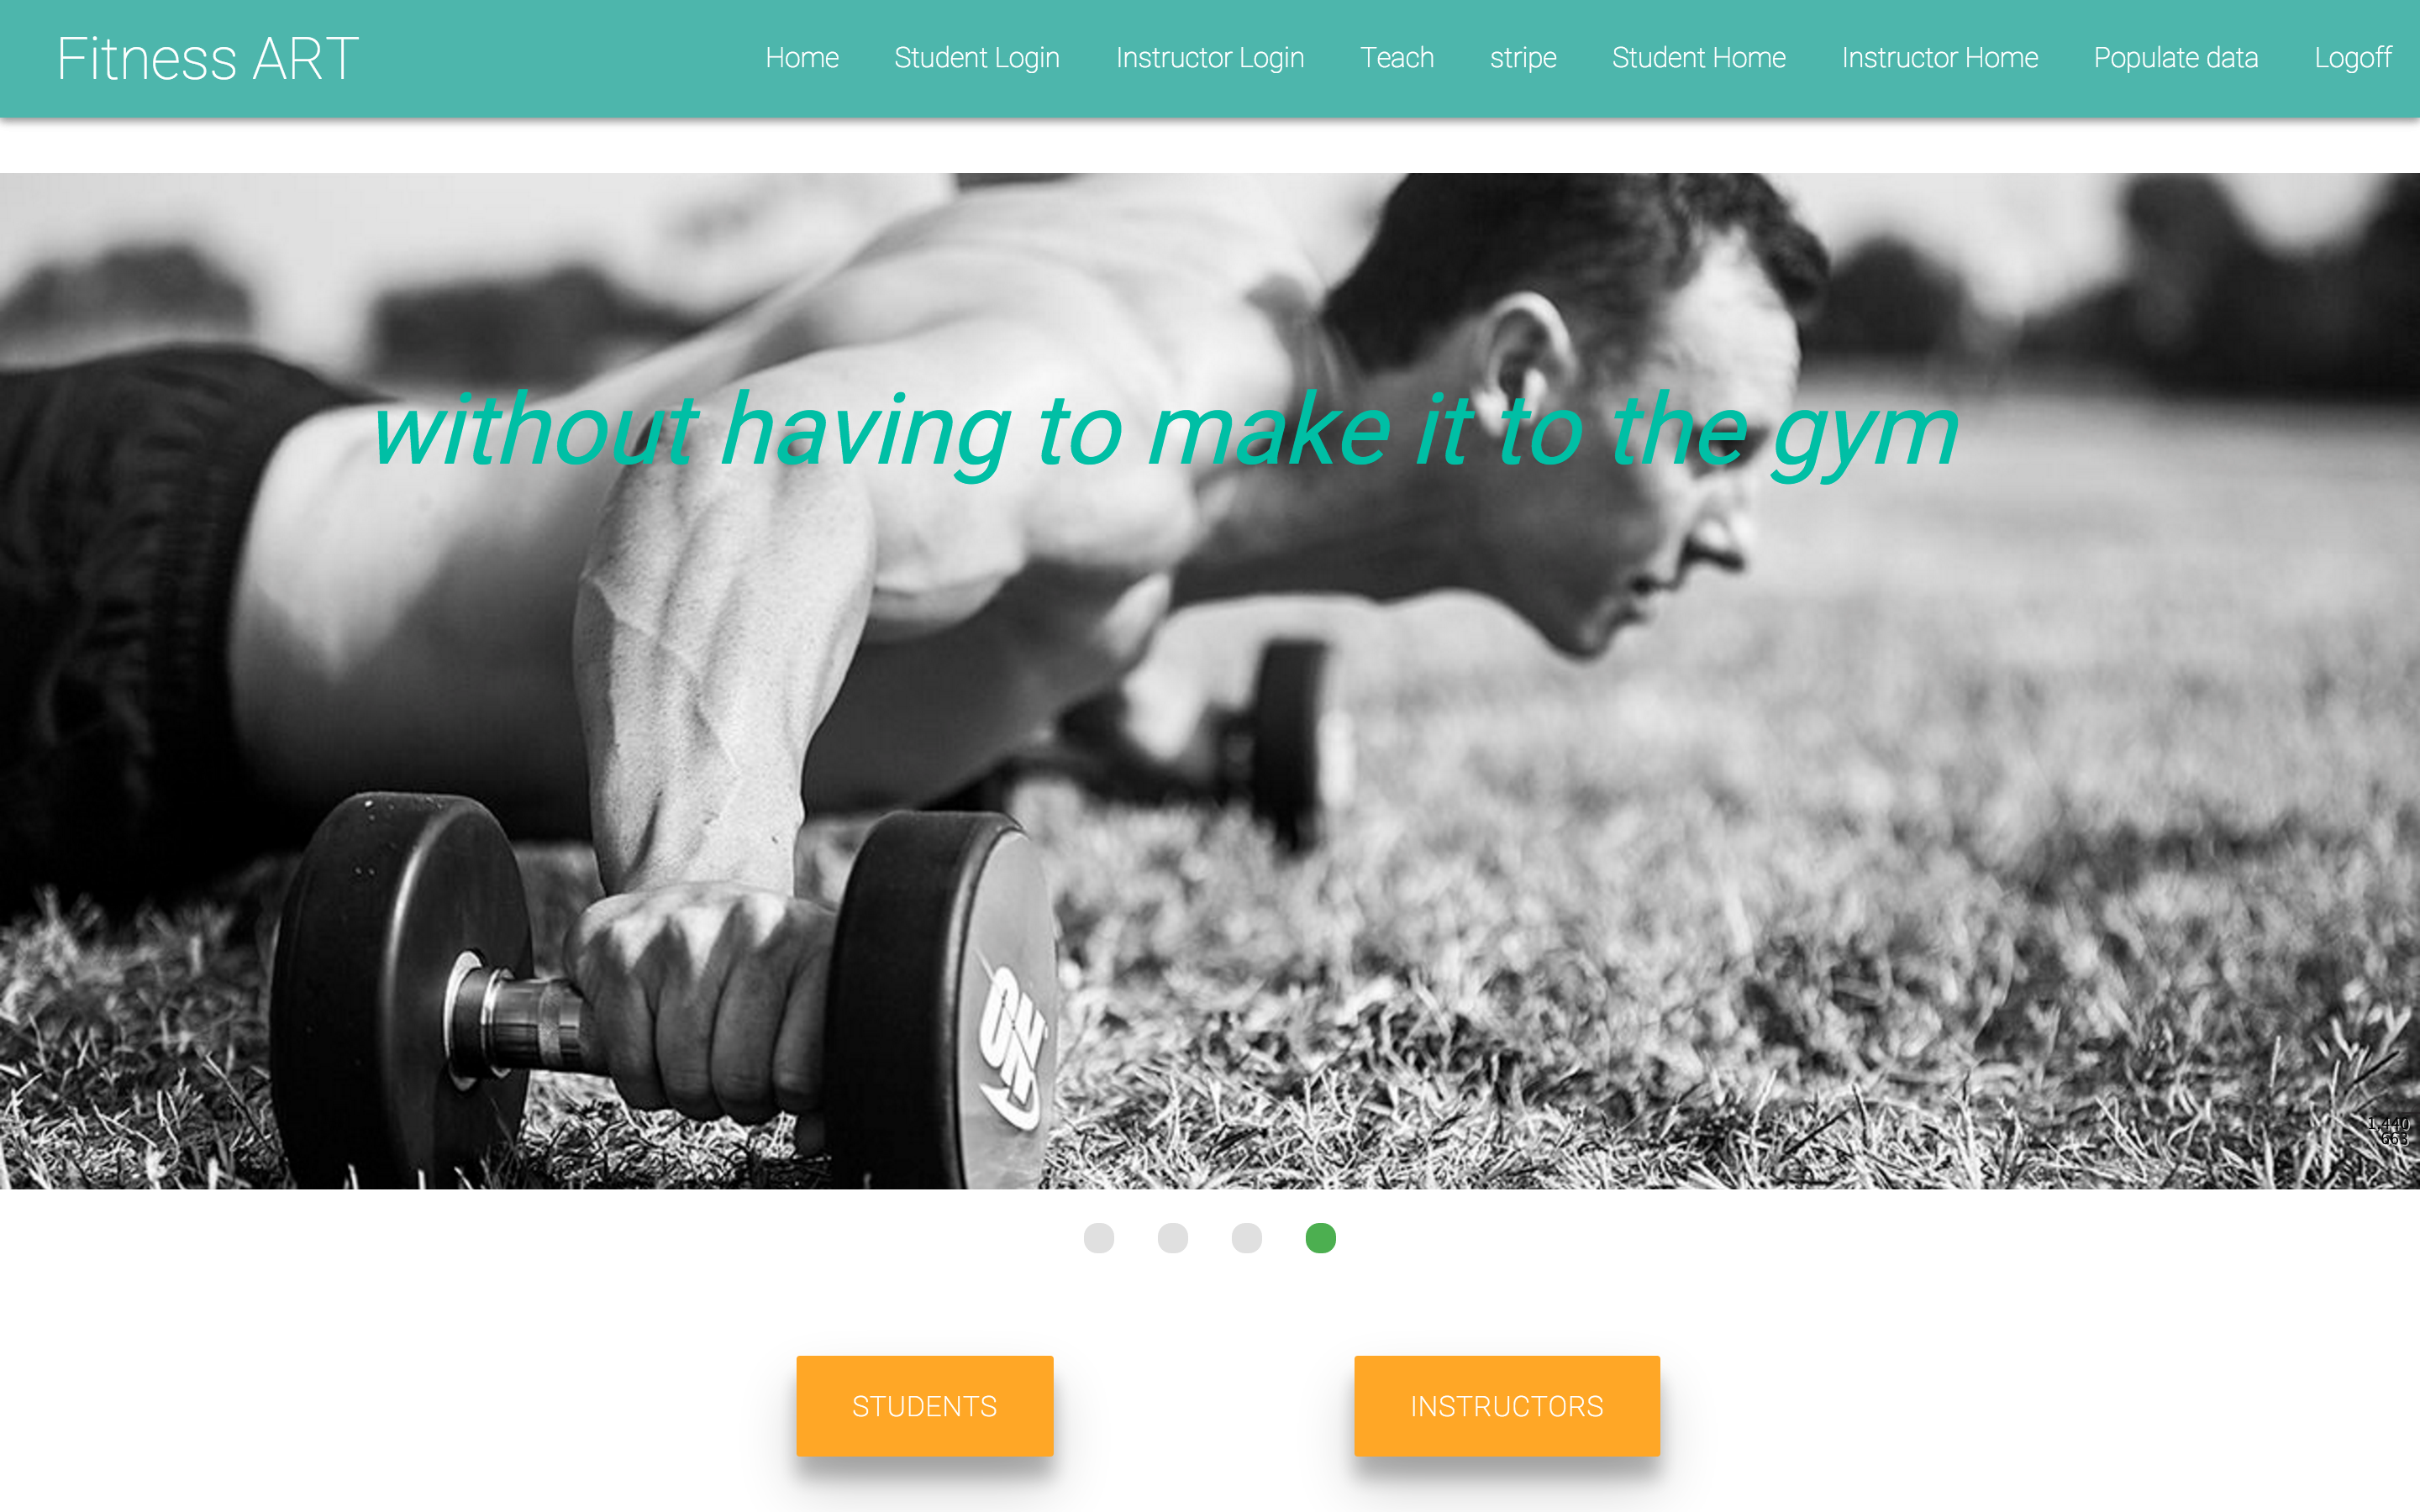 Fitness ART
Home Student Login Instructor Login Teach stripe Student Home Instructor Home Populate data Logoff
without having to make it to the gym
ON
1,440
663
STUDENTS
INSTRUCTORS